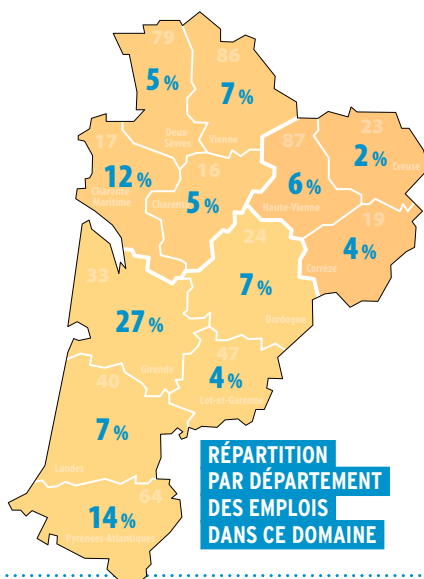 79
5 %
Deux-
Sèvres
86
7 %
Vienne
17
12 %
Charente-
Maritime
16
Charente
5 %
87
6 %
Haute-Vienne
23
2 %
Creuse
19
4 %
Corrèze
24
7 %
Dordogne
33
27 %
Gironde
47
4 %
Lot-et-Garonne
40
7 %
Landes
64
14 %
Pyrénées-Atlantiques
RÉPARTITION
PAR DÉPARTEMENT
DES EMPLOIS
DANS CE DOMAINE